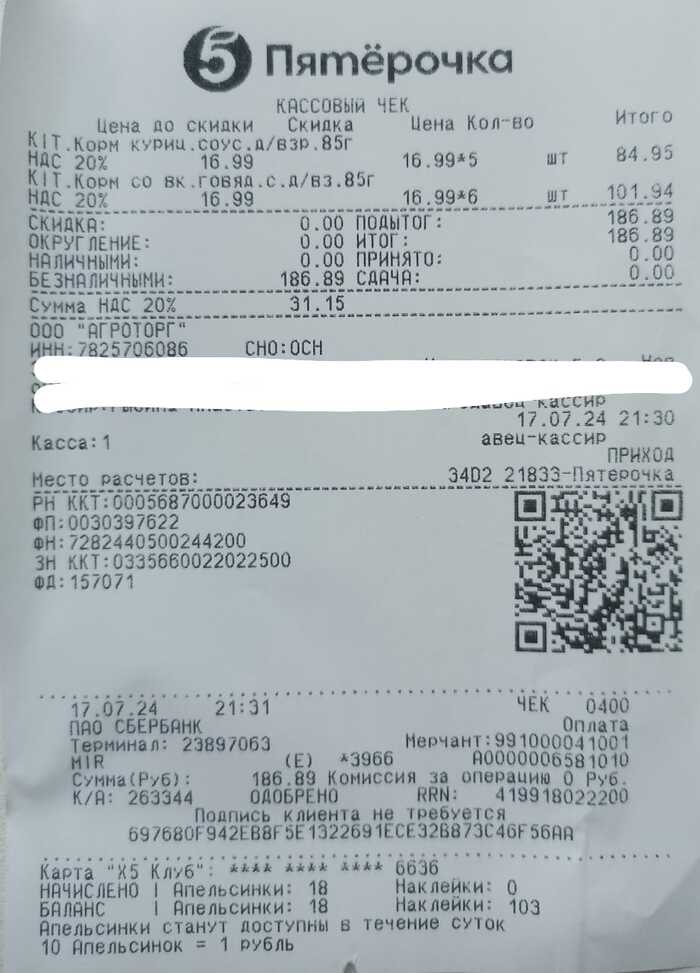 5 Пятёрочка
КАССОВЫЙ ЧЕК
Цена до скидки Скидка Цена Кол-во Итого
KIT.Корм куриц.соус.д/взр.85г
НДС 20% 16.99 16.99*5 шт 84.95
KIT.Корм со вк.говяд.с.д/вз.85г
НДС 20% 16.99 16.99*6 шт 101.94
СКИДКА: 0.00 ПОДЫТОГ: 186.89
ОКРУГЛЕНИЕ: 0.00 ИТОГ: 186.89
НАЛИЧНЫМИ: 0.00 ПРИНЯТО: 0.00
БЕЗНАЛИЧНЫМИ: 186.89 СДАЧА: 0.00
Сумма НДС 20% 31.15
ООО "АГРОТОРГ"
ИНН:7825706086 СНО:ОСН
17.07.24 21:30
Касса:1 авец-кассир
ПРИХОД
Место расчетов: 34D2 21833-Пятерочка
РН ККТ:0005687000023649
ФП:0030397622
ФН:7282440500244200
ЗН ККТ:0335660022022500
ФД:157071
17.07.24 21:31 ЧЕК 0400
ПАО СБЕРБАНК Оплата
Терминал: 23897063 Мерчант:991000041001
MIR (E) *3966 A0000006581010
Сумма(Руб): 186.89 Комиссия за операцию 0 Руб.
К/А: 263344 ОДОБРЕНО RRN: 419918022200
Подпись клиента не требуется
697680F942EB8F5E1322691ECE32B873C46F56AA
Карта "X5 Клуб": **** **** **** 6636
НАЧИСЛЕНО | Апельсинки: 18 Наклейки: 0
БАЛАНС | Апельсинки: 18 Наклейки: 103
Апельсинки станут доступны в течение суток
10 Апельсинок = 1 рубль